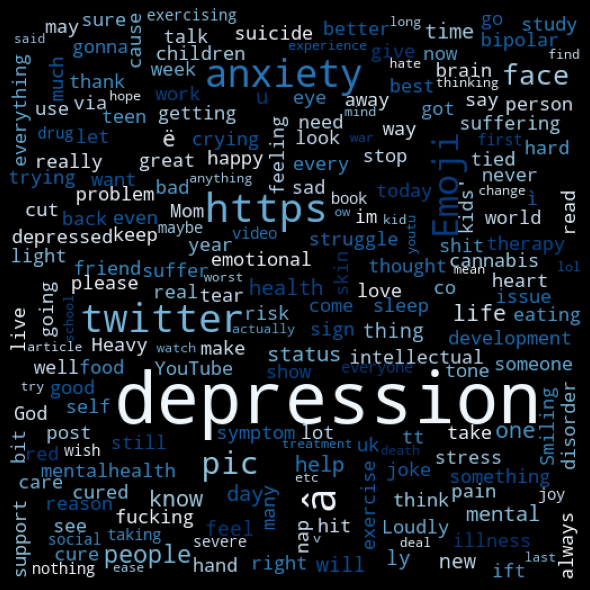 may sure cause exercising talk suicide better time long go study
said gonna children experience give now bipolar find
everything much thank via week anxiety hate thinking brain face
use work u eye away best say person
drug teen getting need mind got suffering
let ë crying feeling look way war first hard
really great happy every stop Emoji tied never
trying want problem bad sad anything today kids' change ì
cut back even Mom https book ow im kid youtu world read
depressed keep maybe year video struggle shit therapy
light friend suffer emotional skin thought cannabis
please worst health love co mean heart lol
live going school real tear risk come sleep life issue eating
twitter actually sign thing development
article Heavy watch make status intellectual someone
well food YouTube show everyone tone
try good self depression
God post symptom lot uk tt take one Smiling disorder
bit red wish still treatment death stress
mentalhealth pic help etc joke something
care cured know day many â exercise think pain joy
reason fucking feel nap hit v Loudly mental always
support see social taking severe deal illness
cure people hand right will ly new last
nothing ease ift